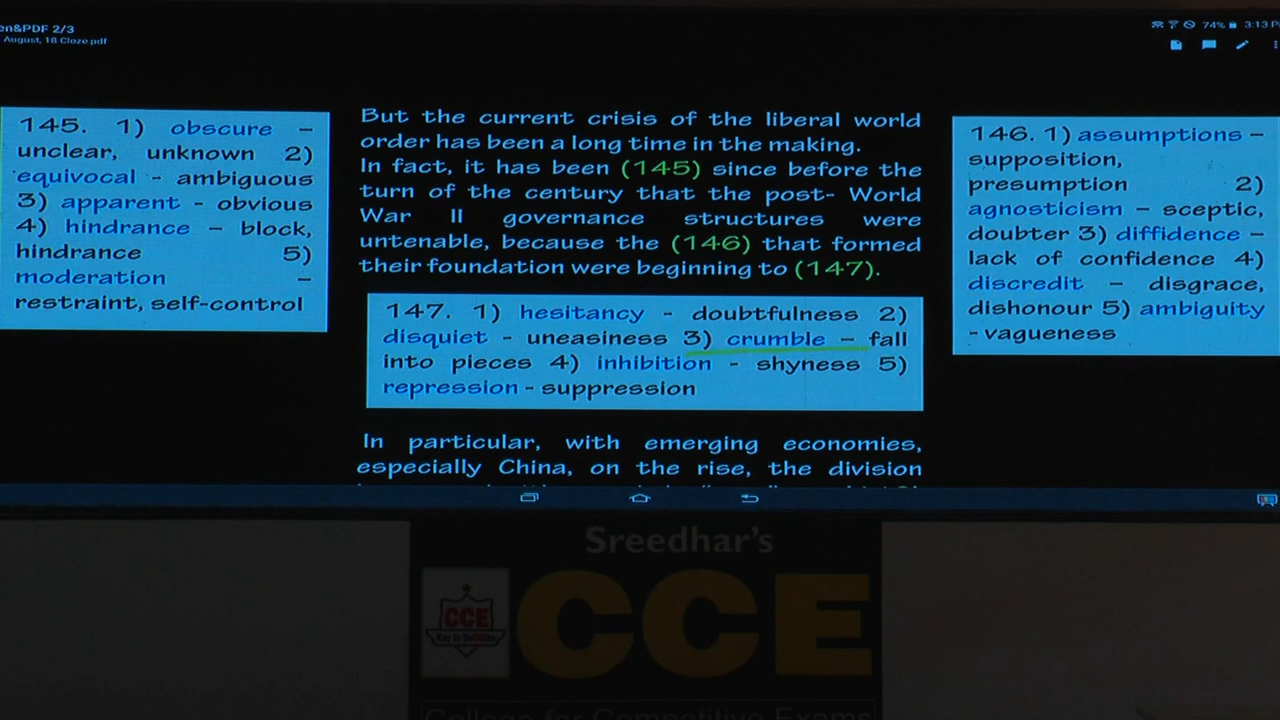 en&PDF 2/3
August, 18 Cloze.pdf
74% 3:13 P
145. 1) obscure –
unclear, unknown 2)
equivocal - ambiguous
3) apparent - obvious
4) hindrance – block,
hindrance 5)
moderation –
restraint, self-control
But the current crisis of the liberal world
order has been a long time in the making.
In fact, it has been (145) since before the
turn of the century that the post- World
War II governance structures were
untenable, because the (146) that formed
their foundation were beginning to (147).
147. 1) hesitancy - doubtfulness 2)
disquiet - uneasiness 3) crumble – fall
into pieces 4) inhibition - shyness 5)
repression - suppression
146. 1) assumptions –
supposition,
presumption 2)
agnosticism – sceptic,
doubter 3) diffidence –
lack of confidence 4)
discredit – disgrace,
dishonour 5) ambiguity
- vagueness
In particular, with emerging economies,
especially China, on the rise, the division
Sreedhar's
CCE
CCE
College for Competitive Exams